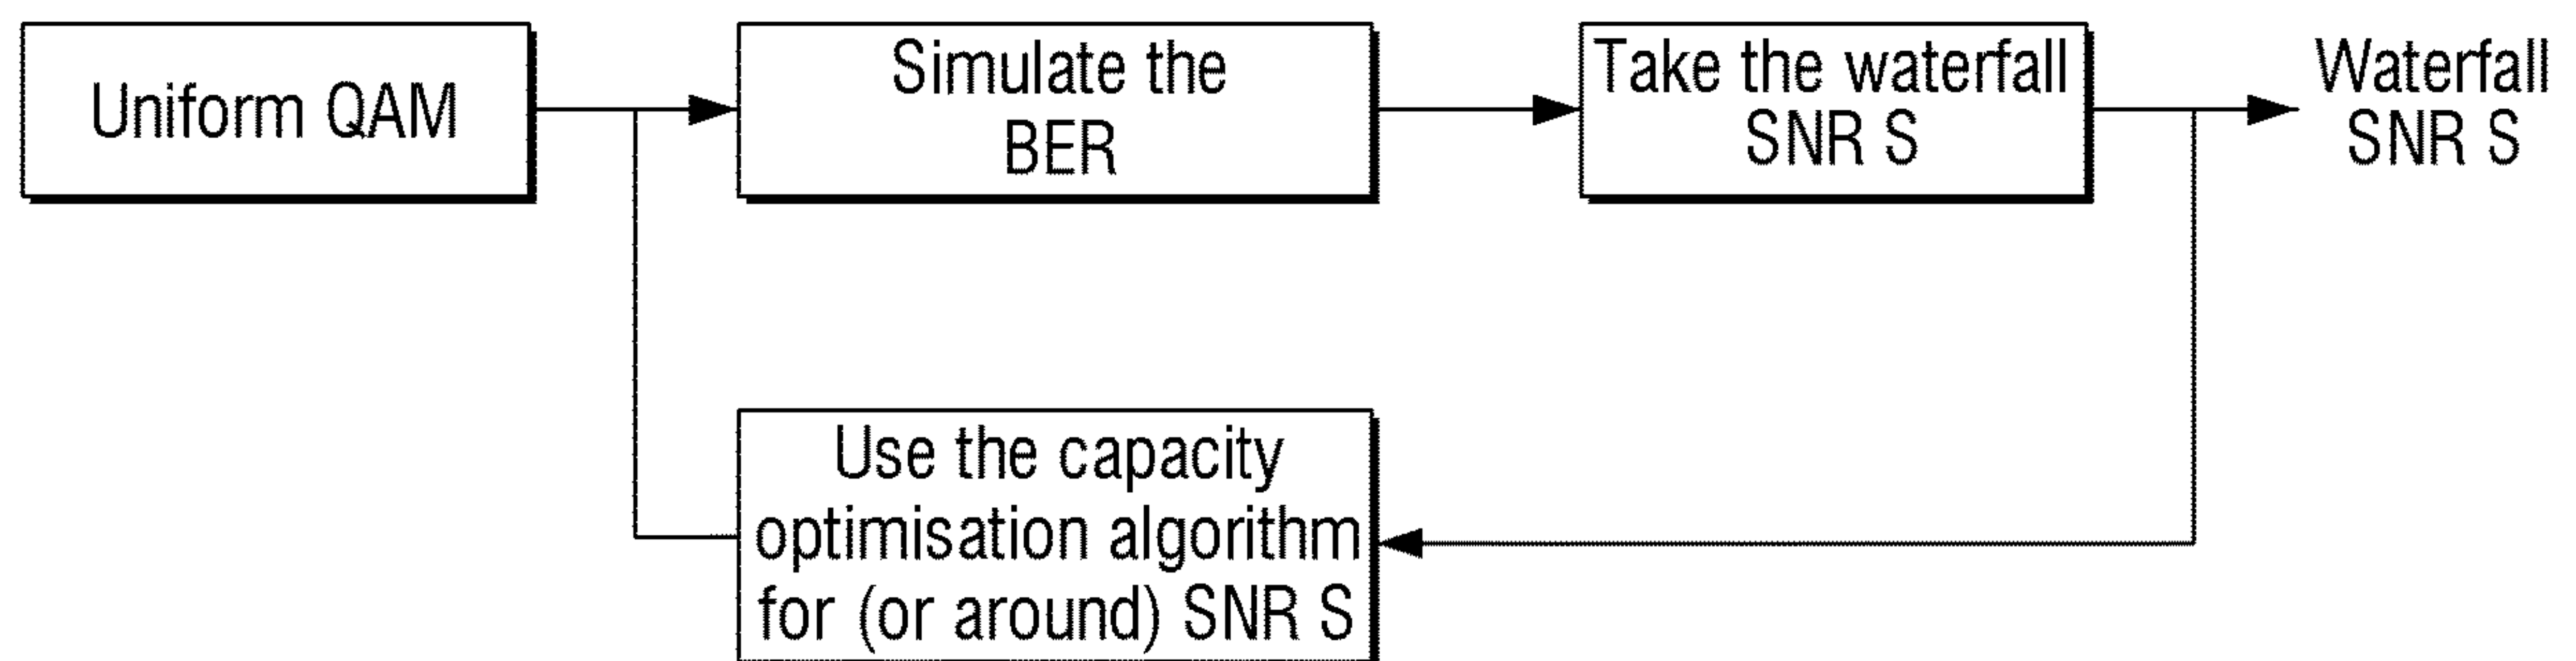 Uniform QAM
Simulate the
BER
Take the waterfall
SNR S
Waterfall
SNR S
Use the capacity
optimisation algorithm
for (or around) SNR S